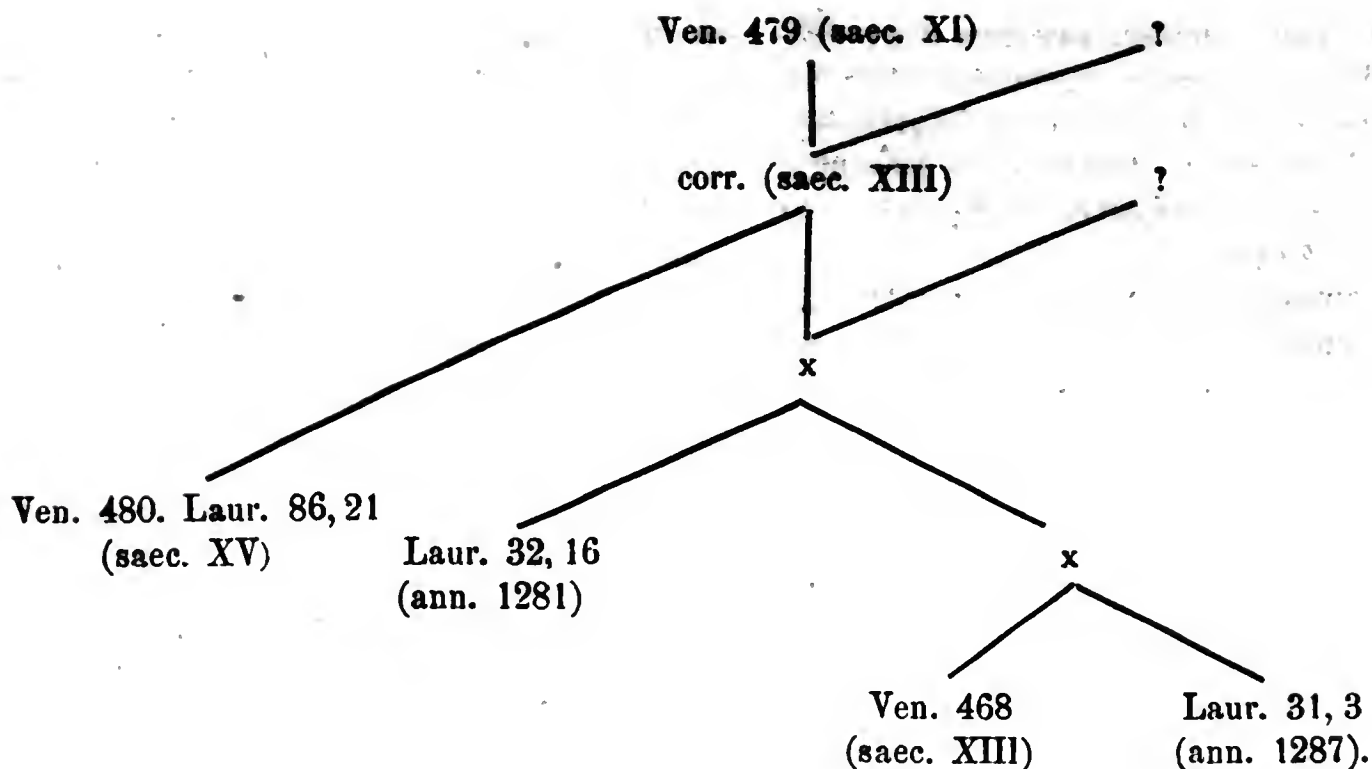 Ven. 479 (saec. XI) ?
corr. (saec. XIII) ?
x
Ven. 480. Laur. 86, 21
(saec. XV)
Laur. 32, 16
(ann. 1281)
x
Ven. 468
(saec. XIII)
Laur. 31, 3
(ann. 1287).